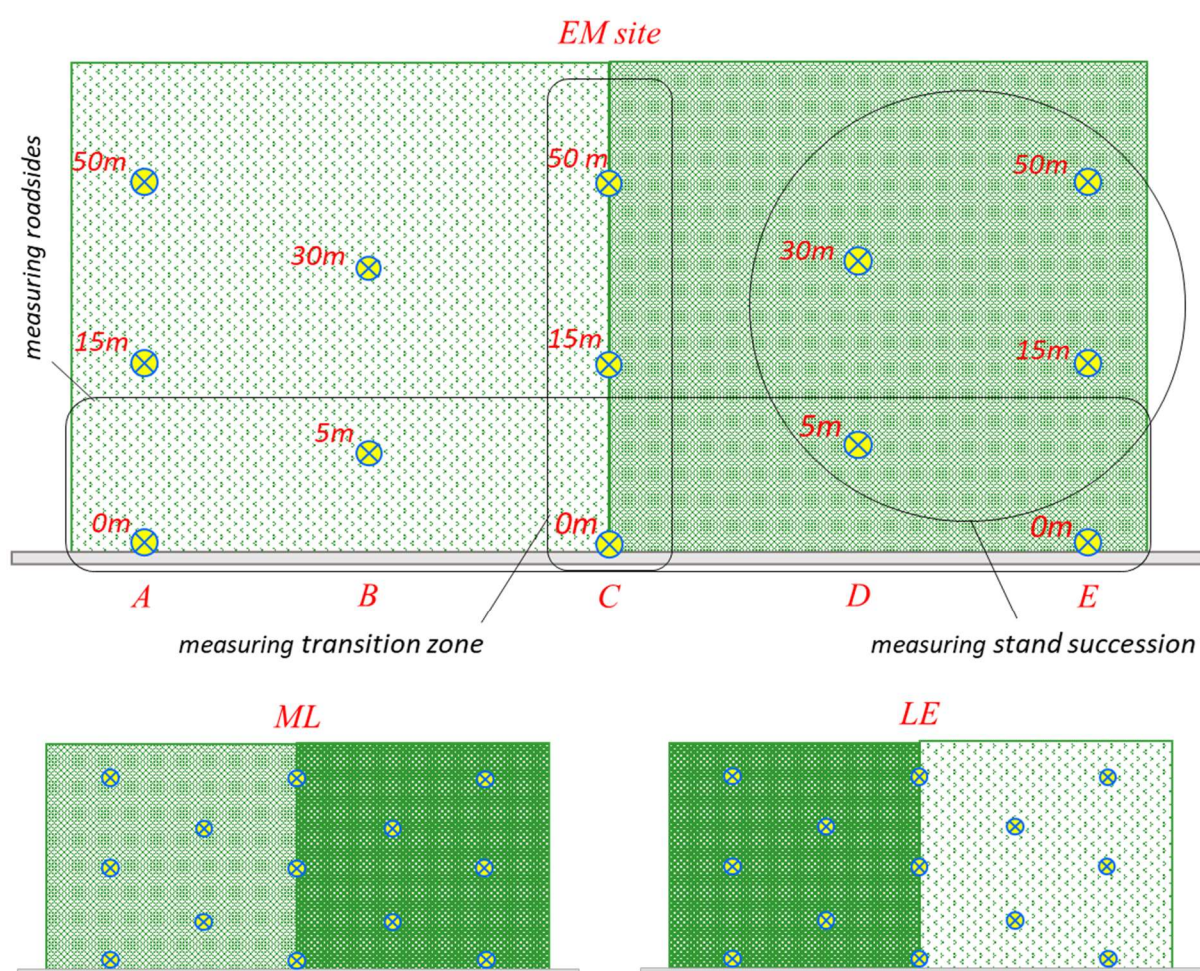 EM site
measuring roadsides
50m
50 m
50m
30m
30m
15m
15m
15m
5m
5m
0m
0m
0m
A
B
C
D
E
measuring transition zone
measuring stand succession
ML
LE